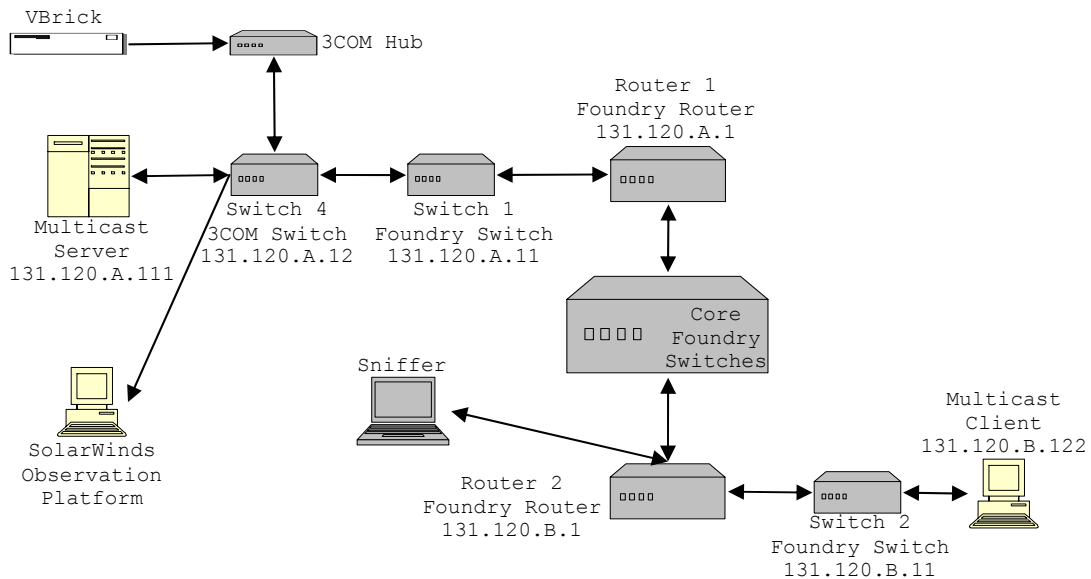 VBrick
3COM Hub
Router 1
Foundry Router
131.120.A.1
Multicast
Server
131.120.A.111
Switch 4
3COM Switch
131.120.A.12
Switch 1
Foundry Switch
131.120.A.11
Core
Foundry
Switches
Sniffer
SolarWinds
Observation
Platform
Multicast
Client
131.120.B.122
Router 2
Foundry Router
131.120.B.1
Switch 2
Foundry Switch
131.120.B.11